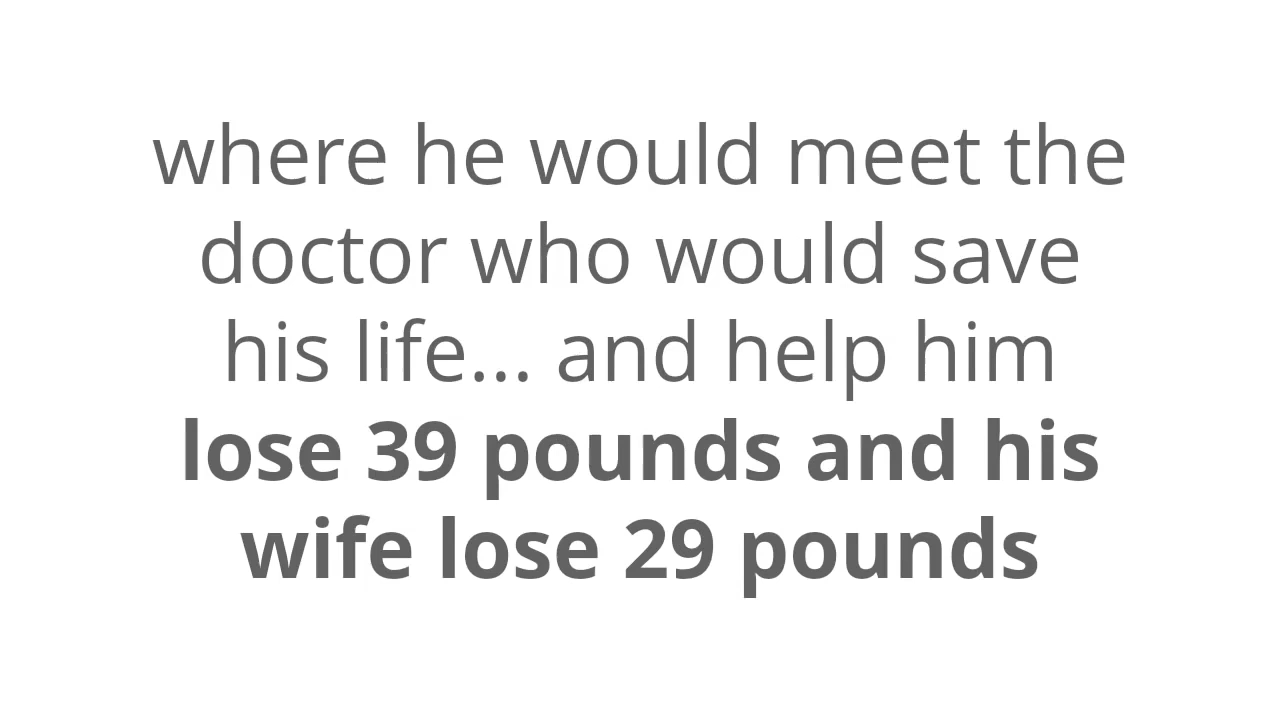 where he would meet the
doctor who would save
his life... and help him
lose 39 pounds and his
wife lose 29 pounds